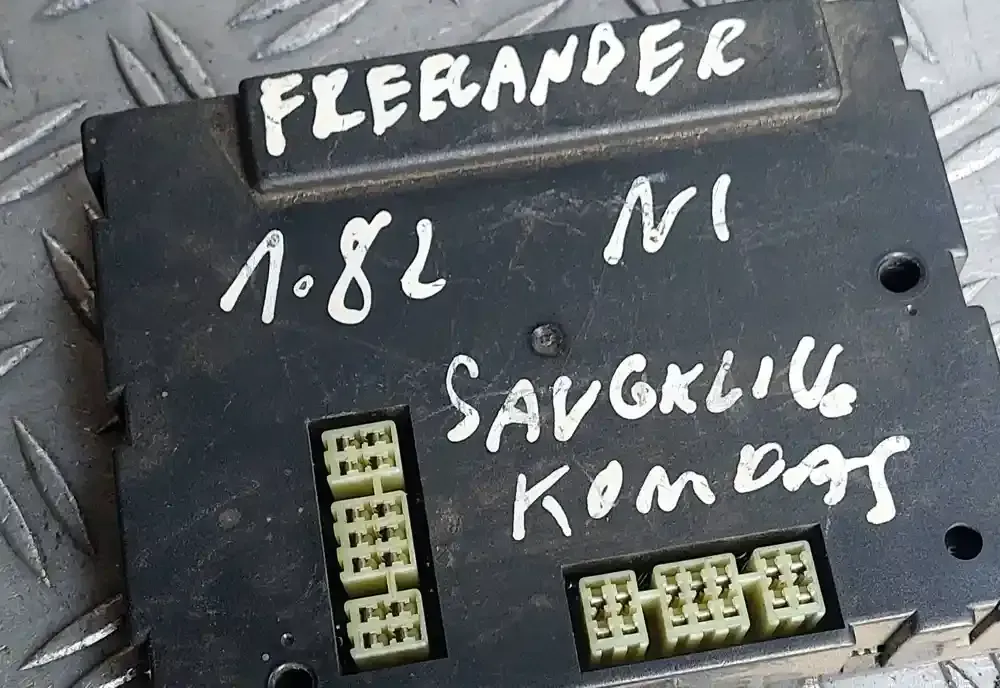 FREELANDER
1.8L N1
SAUGKLIU.
KOMDAS